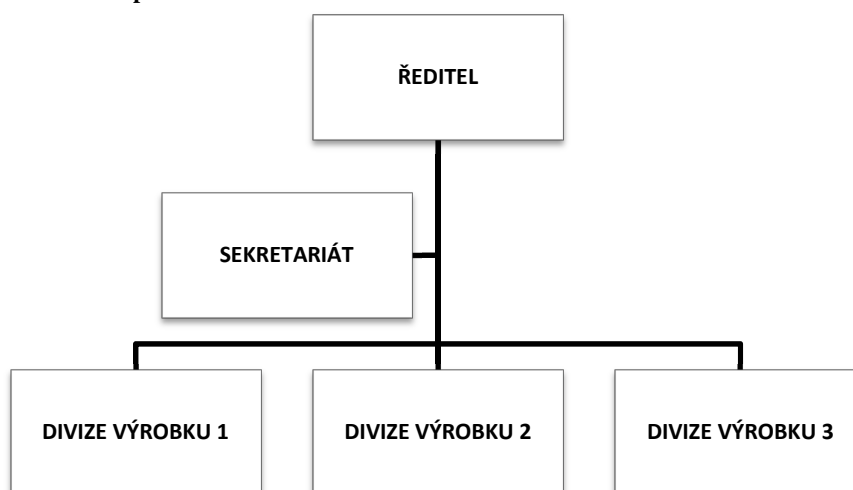 ŘEDITEL
SEKRETARIÁT
DIVIZE VÝROBKU 1
DIVIZE VÝROBKU 2
DIVIZE VÝROBKU 3